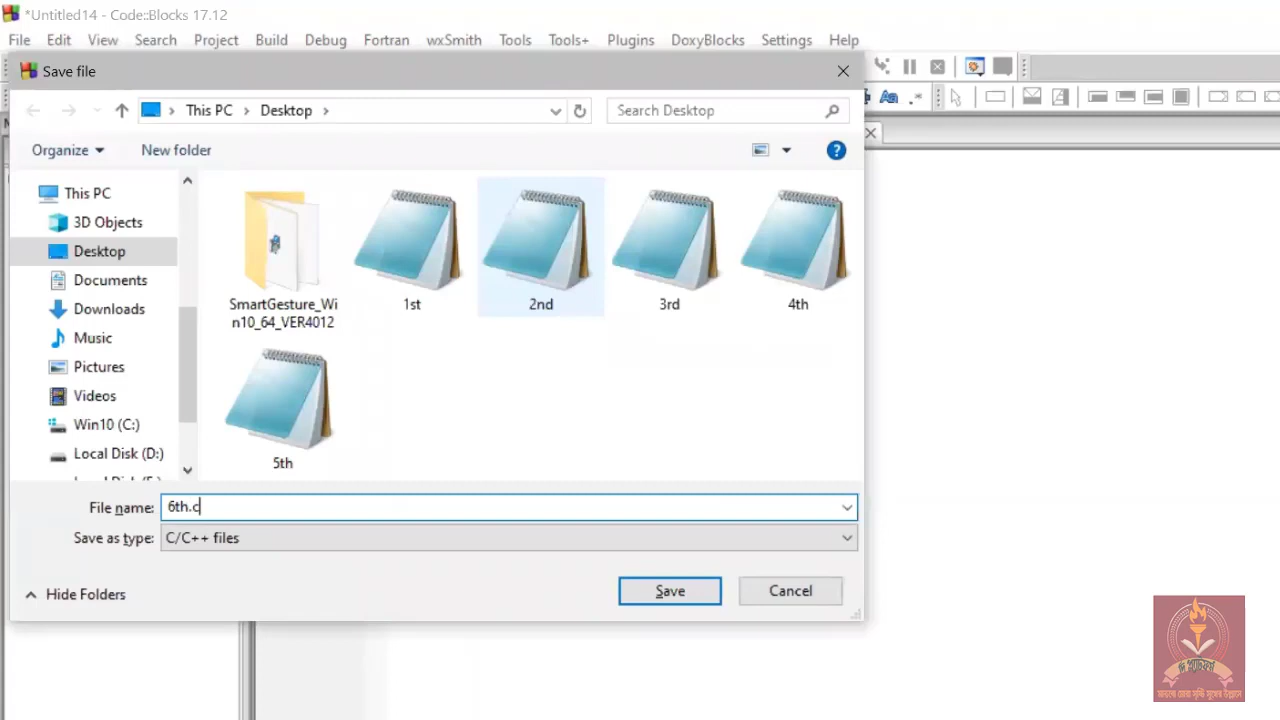 *Untitled14 - Code::Blocks 17.12
File Edit View Search Project Build Debug Fortran wxSmith Tools Tools+ Plugins DoxyBlocks Settings Help
Save file
This PC > Desktop >
Search Desktop
Organize
New folder
This PC
3D Objects
Desktop
Documents
Downloads
Music
Pictures
Videos
Win10 (C:)
Local Disk (D:)
SmartGesture_Wi
n10_64_VER4012
1st
2nd
3rd
4th
5th
File name: 6th.c
Save as type: C/C++ files
Hide Folders
Save
Cancel
Aa
.*